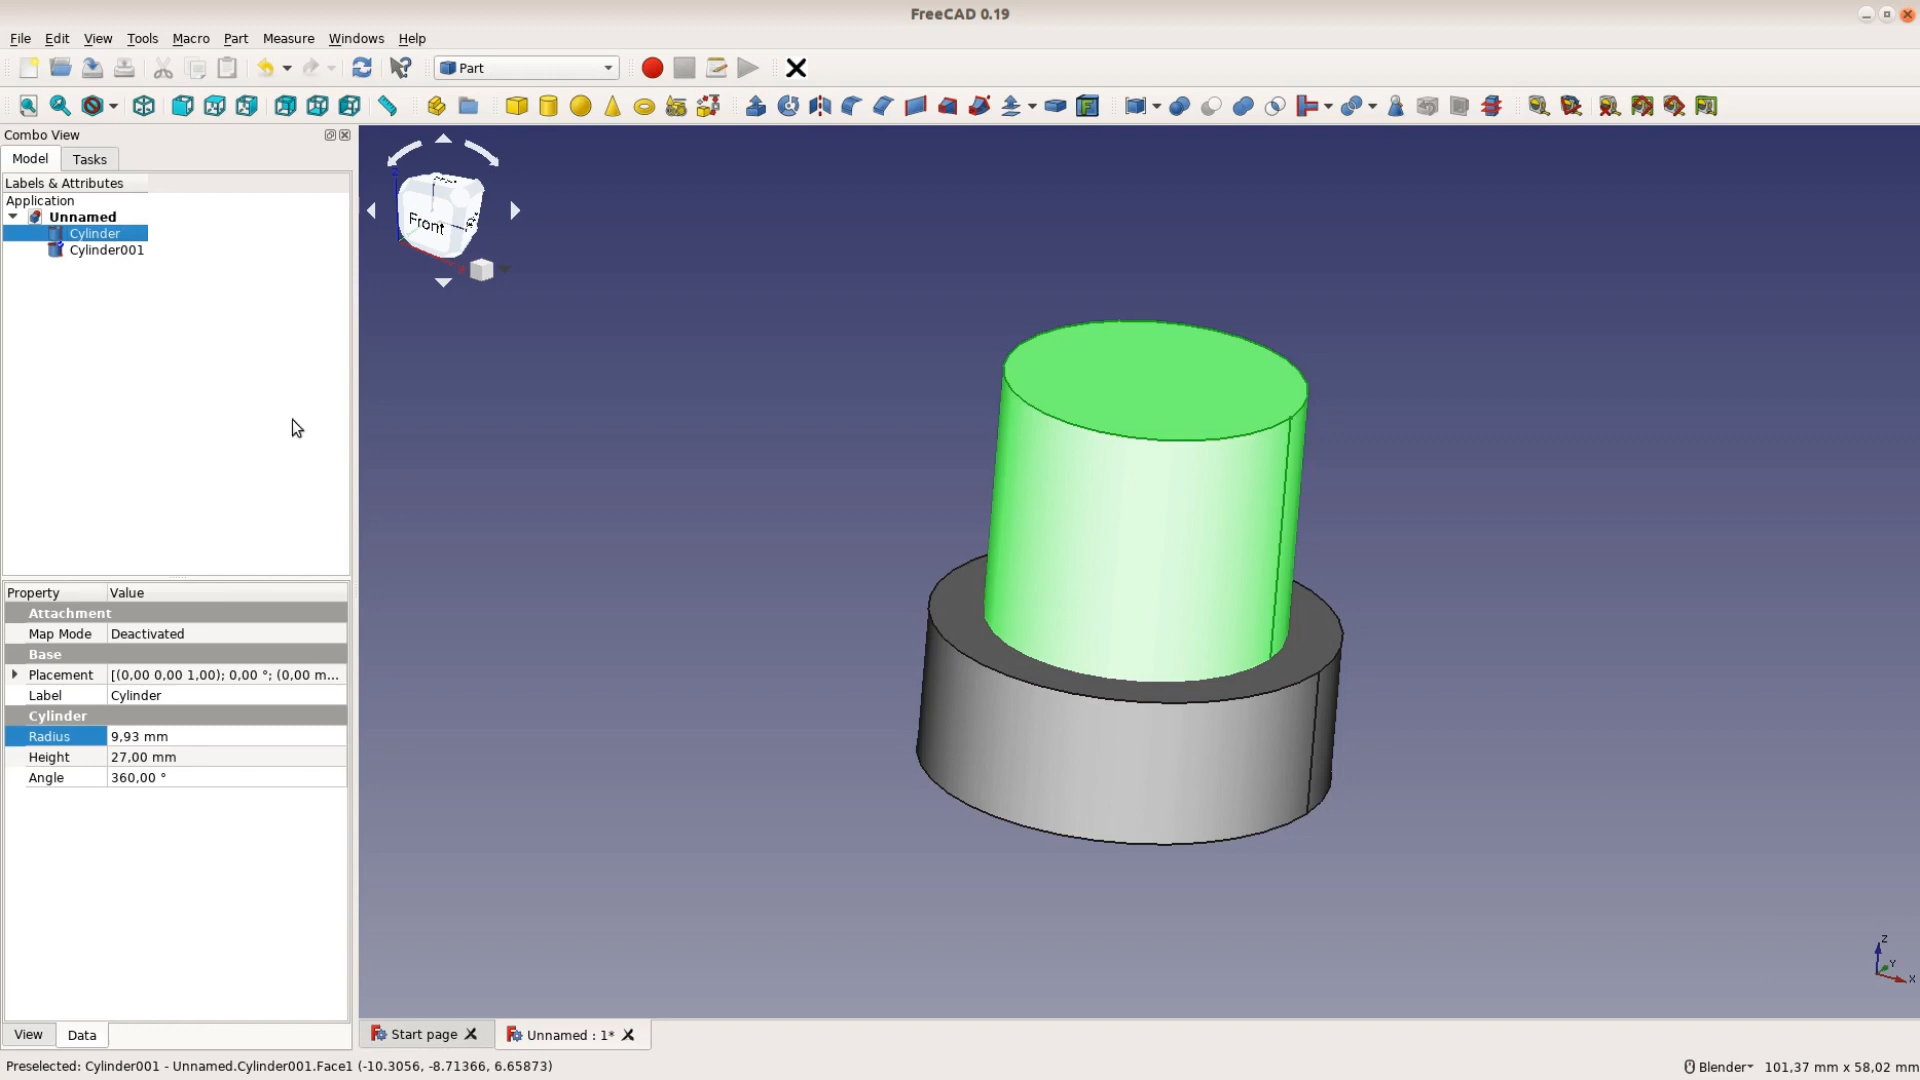 FreeCAD 0.19
File Edit View Tools Macro Part Measure Windows Help
Part
Combo View
Model Tasks
Labels & Attributes
Application
Unnamed
Cylinder
Cylinder001
Front
Property Value
Attachment
Map Mode Deactivated
Base
Placement [(0,00 0,00 1,00); 0,00 °; (0,00 m...
Label Cylinder
Cylinder
Radius 9,93 mm
Height 27,00 mm
Angle 360,00 °
Z
Y
X
View Data
Start page
Unnamed : 1*
Preselected: Cylinder001 - Unnamed.Cylinder001.Face1 (-10.3056, -8.71366, 6.65873)
Blender
101,37 mm x 58,02 mm